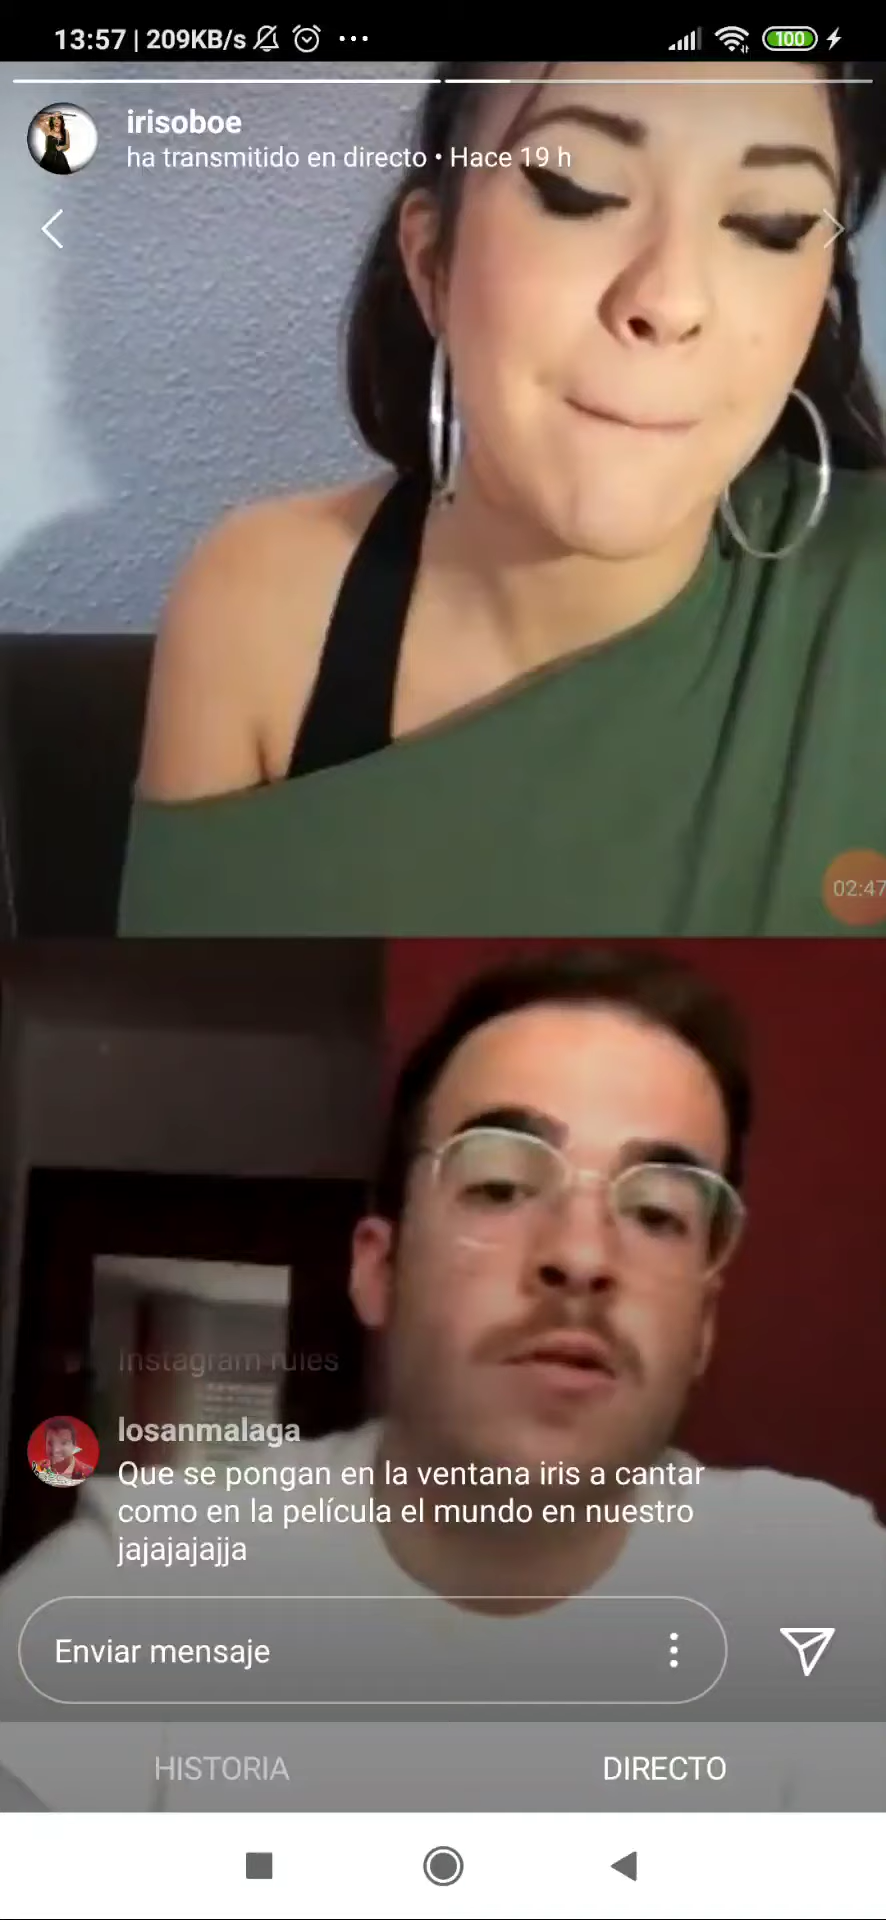 13:57 | 209KB/s
100
irisoboe
ha transmitido en directo • Hace 19 h
02:47
Instagram rules
losanmalaga
Que se pongan en la ventana iris a cantar
como en la película el mundo en nuestro
jajajajajja
Enviar mensaje
HISTORIA
DIRECTO